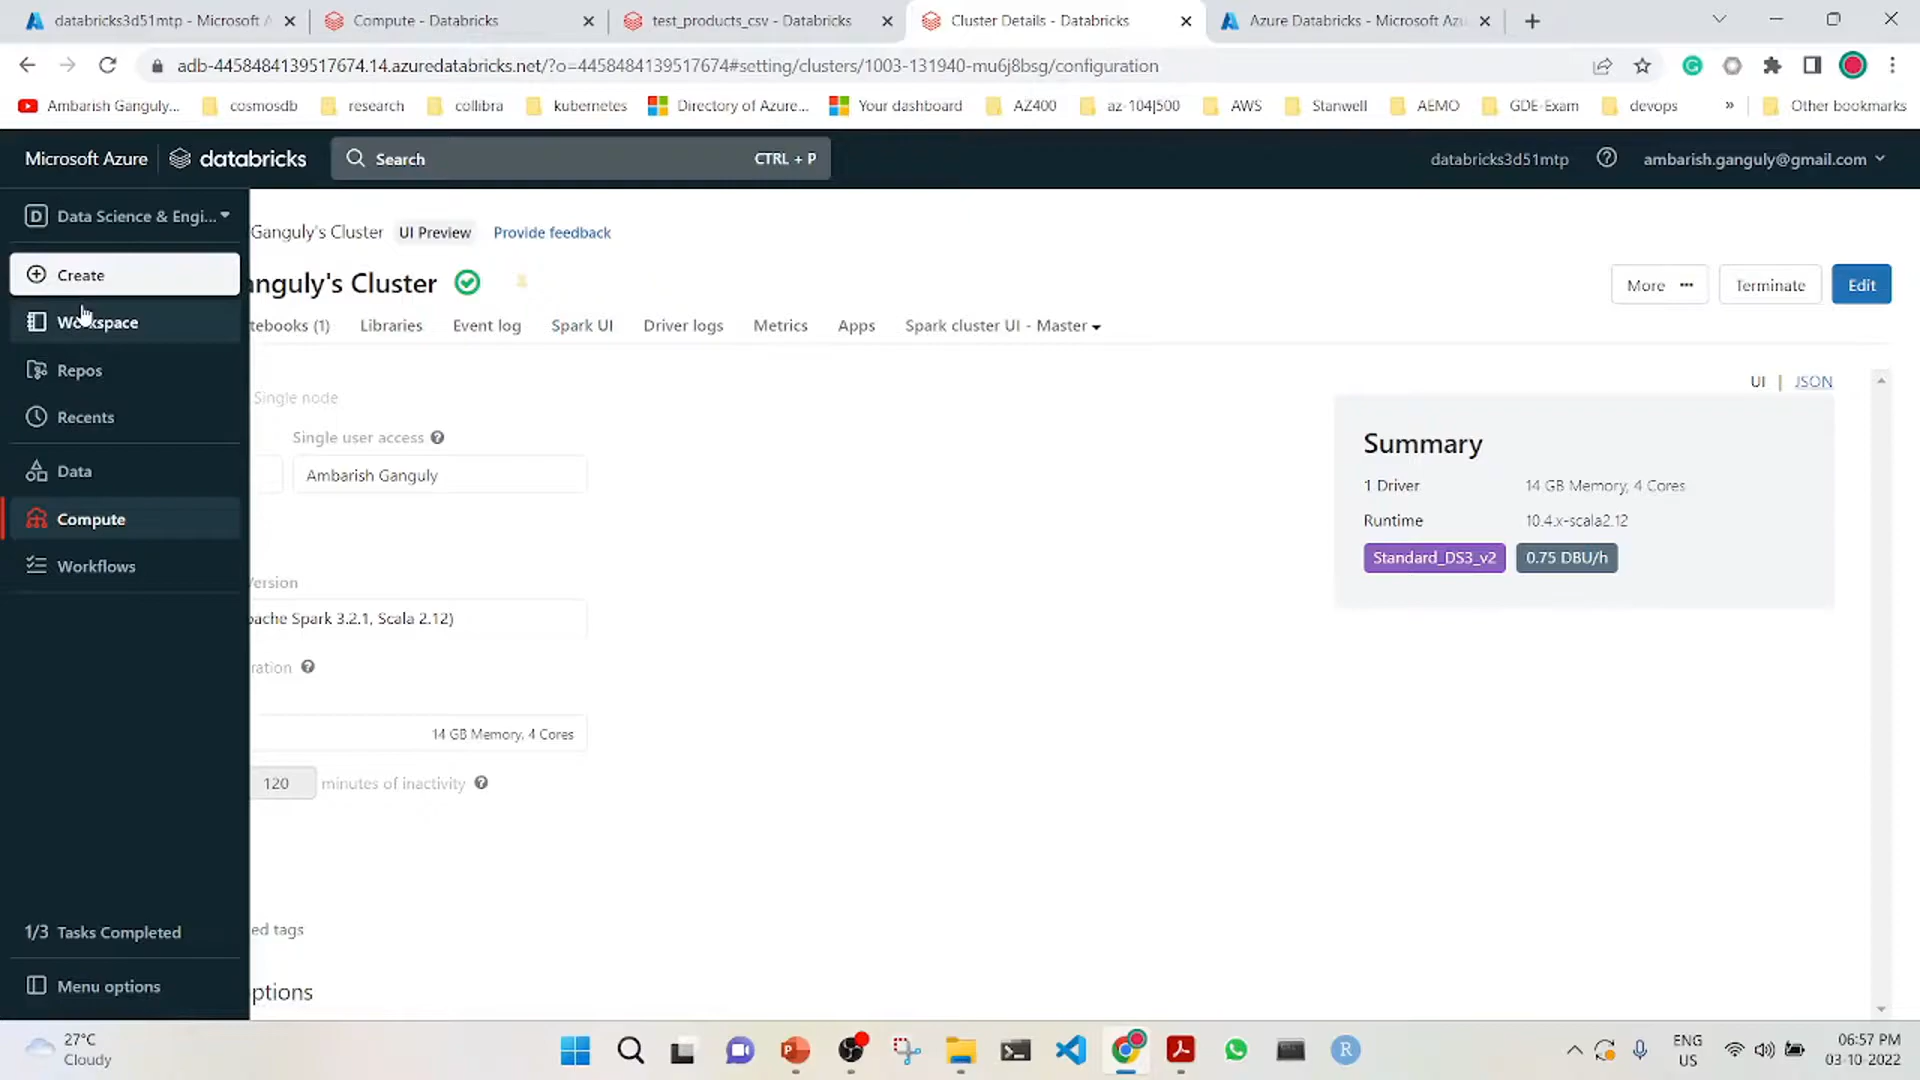 databricks3d51mtp - Microsoft A
Compute - Databricks
test_products_csv - Databricks
Cluster Details - Databricks
Azure Databricks - Microsoft Azu
adb-4458484139517674.14.azuredatabricks.net/?o=4458484139517674#setting/clusters/1003-131940-mu6j8bsg/configuration
Ambarish Ganguly...
cosmosdb
research
collibra
kubernetes
Directory of Azure...
Your dashboard
AZ400
az-104|500
AWS
Stanwell
AEMO
GDE-Exam
devops
»
Other bookmarks
Microsoft Azure
databricks
Search
CTRL + P
databricks3d51mtp
ambarish.ganguly@gmail.com
D Data Science & Engi...
Ganguly's Cluster
UI Preview
Provide feedback
Create
nguly's Cluster
More ···
Terminate
Edit
Workspace
tebooks (1)
Libraries
Event log
Spark UI
Driver logs
Metrics
Apps
Spark cluster UI - Master
Repos
UI | JSON
Single node
Recents
Single user access
Summary
Data
Ambarish Ganguly
1 Driver
14 GB Memory, 4 Cores
Compute
Runtime
10.4.x-scala2.12
Workflows
Standard_DS3_v2
0.75 DBU/h
Version
pache Spark 3.2.1, Scala 2.12)
ration
14 GB Memory, 4 Cores
120 minutes of inactivity
1/3 Tasks Completed
ed tags
Menu options
ptions
27°C
Cloudy
R
ENG
US
06:57 PM
03-10-2022